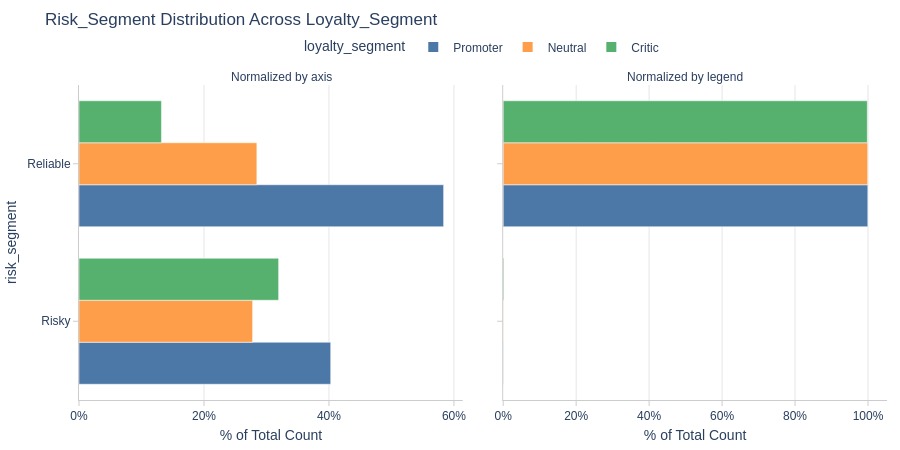 Risk_Segment Distribution Across Loyalty_Segment
loyalty_segment Promoter Neutral Critic
Normalized by axis
Normalized by legend
risk_segment
Reliable
Risky
0% 20% 40% 60%
0% 20% 40% 60% 80% 100%
% of Total Count
% of Total Count